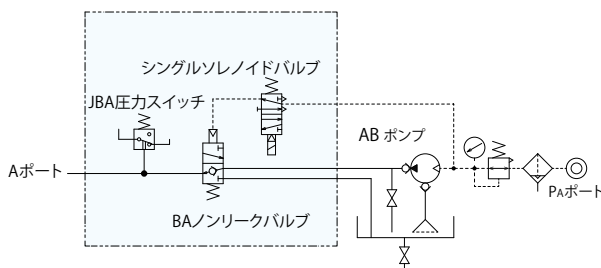 シングルソレノイドバルブ
JBA圧力スイッチ
AB ポンプ
Aポート
PAポート
BAノンリークバルブ